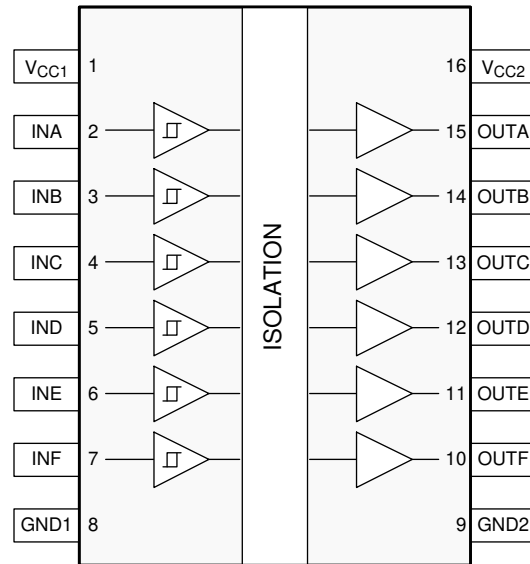 VCC1 1 16 VCC2
INA 2 15 OUTA
INB 3 14 OUTB
INC 4 13 OUTC
IND 5 12 OUTD
INE 6 11 OUTE
INF 7 10 OUTF
GND1 8 9 GND2
ISOLATION